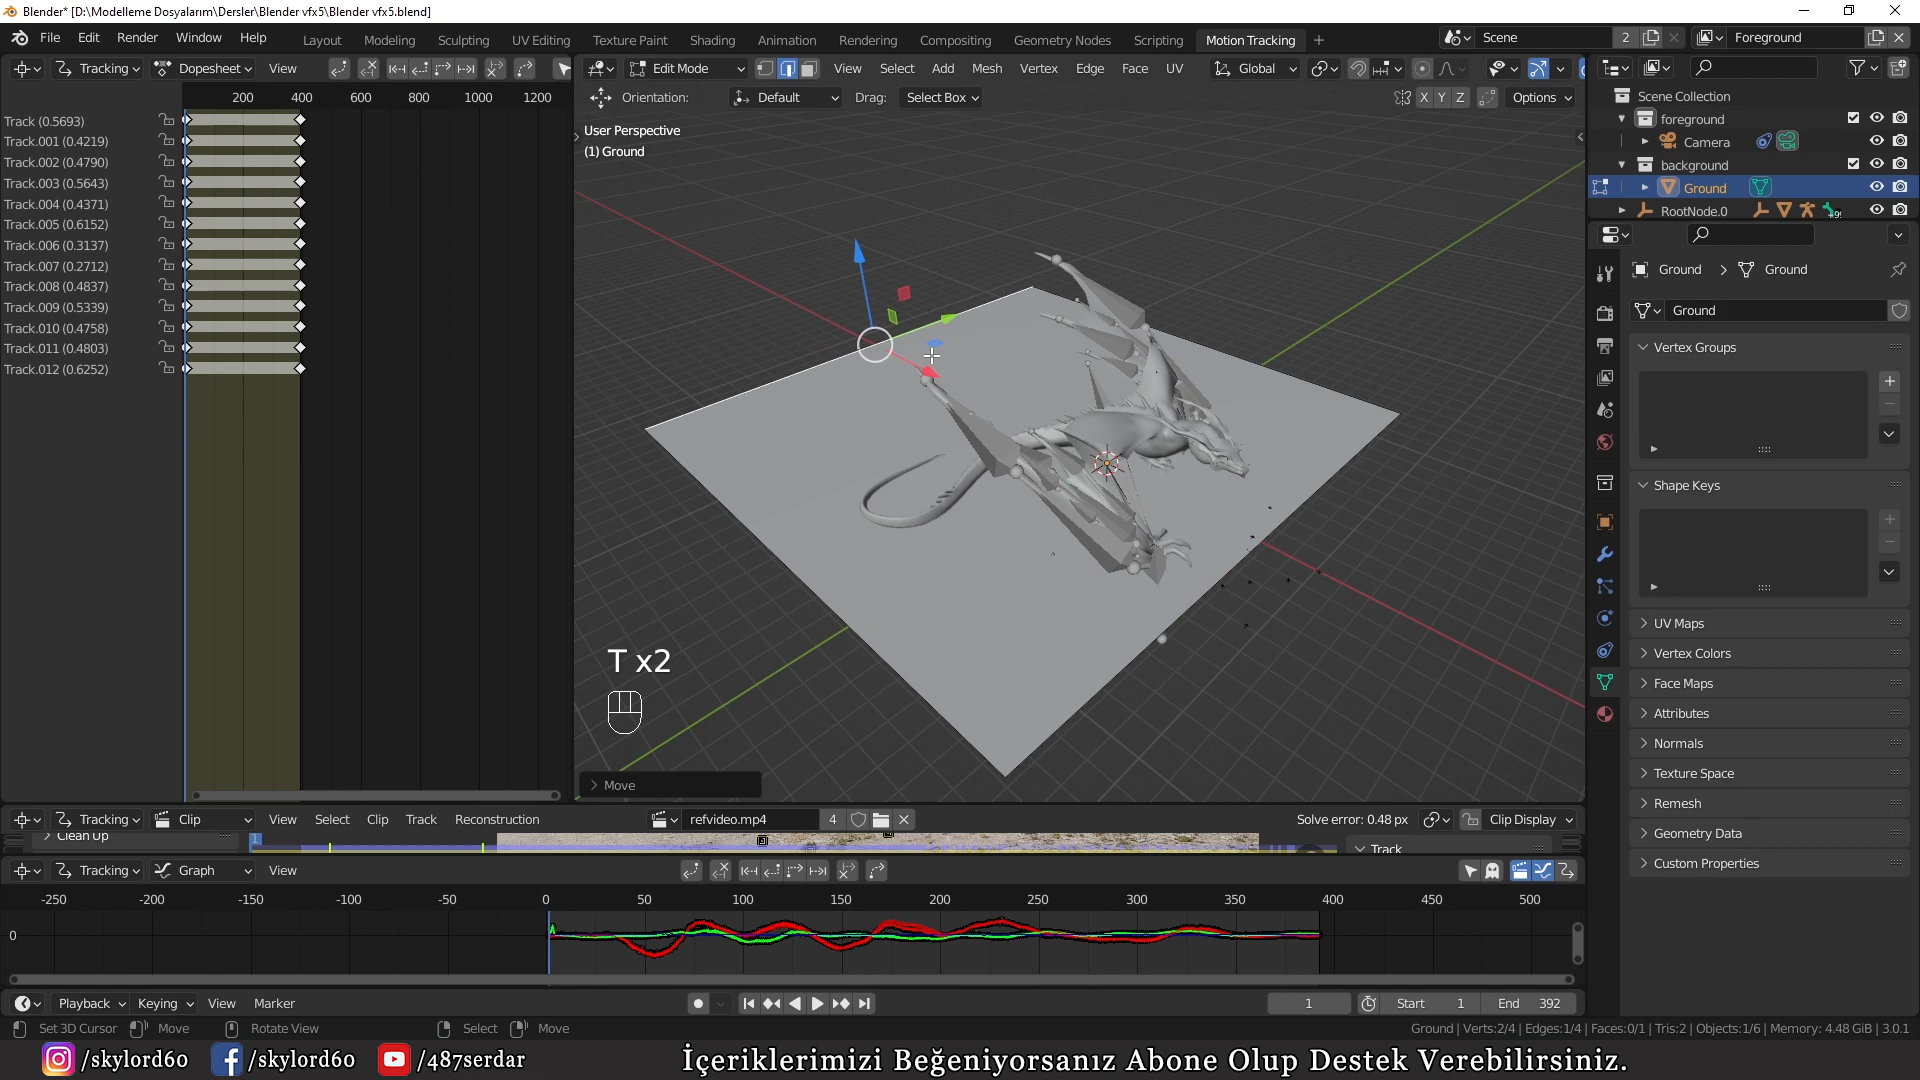 Blender* [D:\Modelleme Dosyalarım\Dersler\Blender vfx5\Blender vfx5.blend]
File Edit Render Window Help Layout Modeling Sculpting UV Editing Texture Paint Shading Animation Rendering Compositing Geometry Nodes Scripting Motion Tracking Scene 2 Foreground
Tracking Dopesheet View Edit Mode View Select Add Mesh Vertex Edge Face UV Global
200 400 600 800 1000 1200 Orientation: Default Drag: Select Box X Y Z Options
User Perspective
(1) Ground
Track (0.5693)
Track.001 (0.4219)
Track.002 (0.4790)
Track.003 (0.5643)
Track.004 (0.4371)
Track.005 (0.6152)
Track.006 (0.3137)
Track.007 (0.2712)
Track.008 (0.4837)
Track.009 (0.5339)
Track.010 (0.4758)
Track.011 (0.4803)
Track.012 (0.6252)
T x2
Move
Scene Collection
foreground
Camera
background
Ground
RootNode.0
Ground Ground
Ground
Vertex Groups
Shape Keys
UV Maps
Vertex Colors
Face Maps
Attributes
Normals
Texture Space
Remesh
Geometry Data
Custom Properties
Tracking Clip View Select Clip Track Reconstruction refvideo.mp4 4 Solve error: 0.48 px Clip Display
Clean Up 1 Track
Tracking Graph View
-250 -200 -150 -100 -50 0 50 100 150 200 250 300 350 400 450 500
0
Playback Keying View Marker 1 Start 1 End 392
Set 3D Cursor Move Rotate View Select Move Ground | Verts:2/4 | Edges:1/4 | Faces:0/1 | Tris:2 | Objects:1/6 | Memory: 4.48 GiB | 3.0.1
/skylord60 /skylord60 /487serdar İçeriklerimizi Beğeniyorsanız Abone Olup Destek Verebilirsiniz.